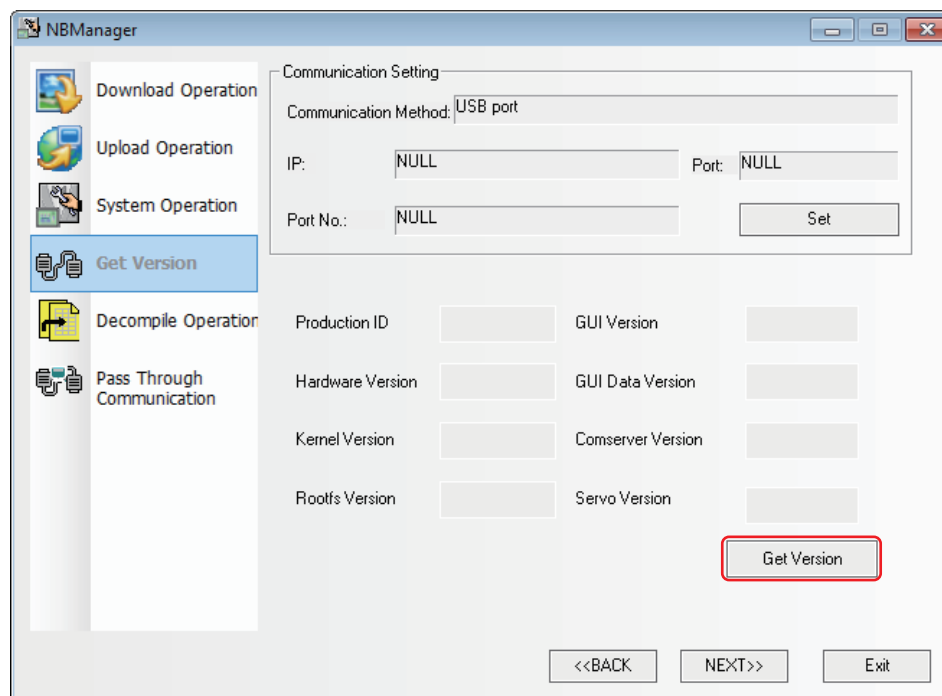 NBManager
Download Operation
Upload Operation
System Operation
Get Version
Decompile Operation
Pass Through
Communication
Communication Setting
Communication Method: USB port
IP: NULL Port: NULL
Port No.: NULL Set
Production ID GUI Version
Hardware Version GUI Data Version
Kernel Version Comserver Version
Rootfs Version Servo Version
Get Version
<<BACK NEXT>> Exit